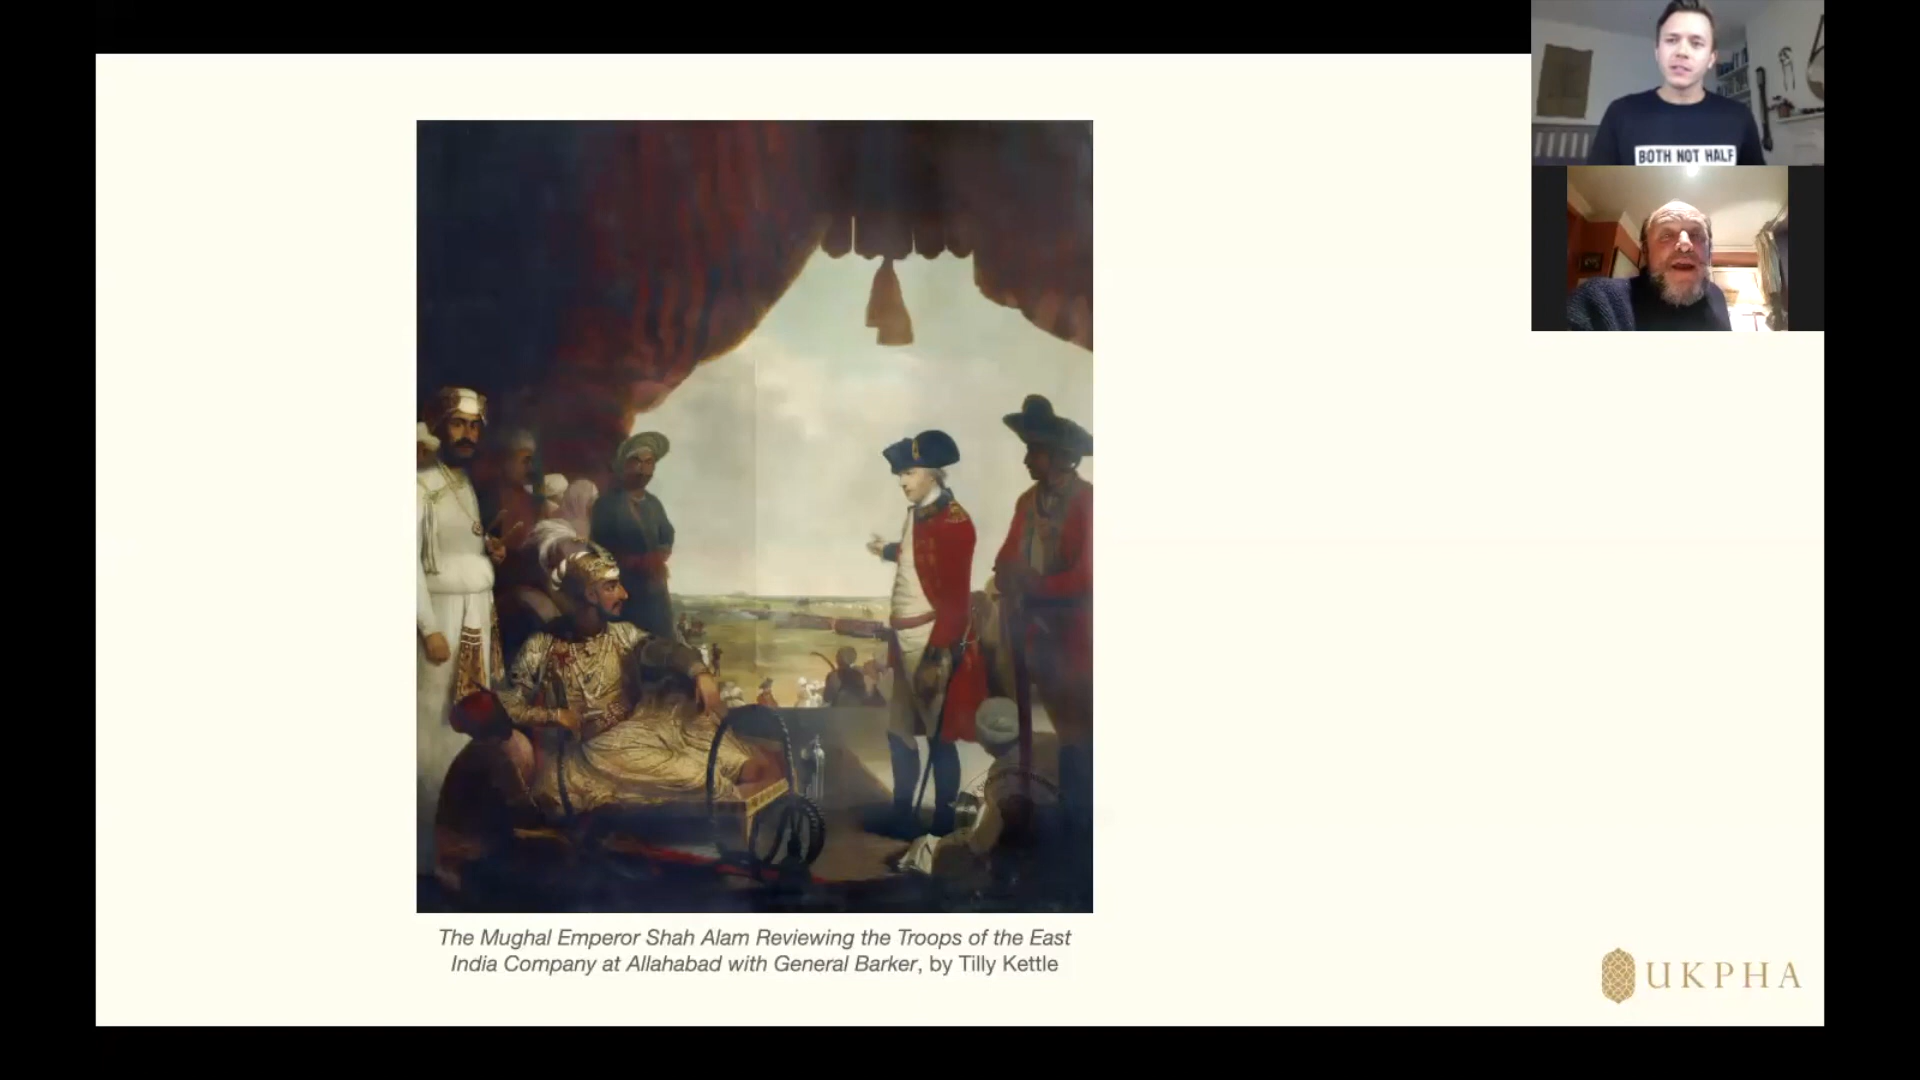 BOTH NOT HALF
The Mughal Emperor Shah Alam Reviewing the Troops of the East
India Company at Allahabad with General Barker, by Tilly Kettle
UKPHA